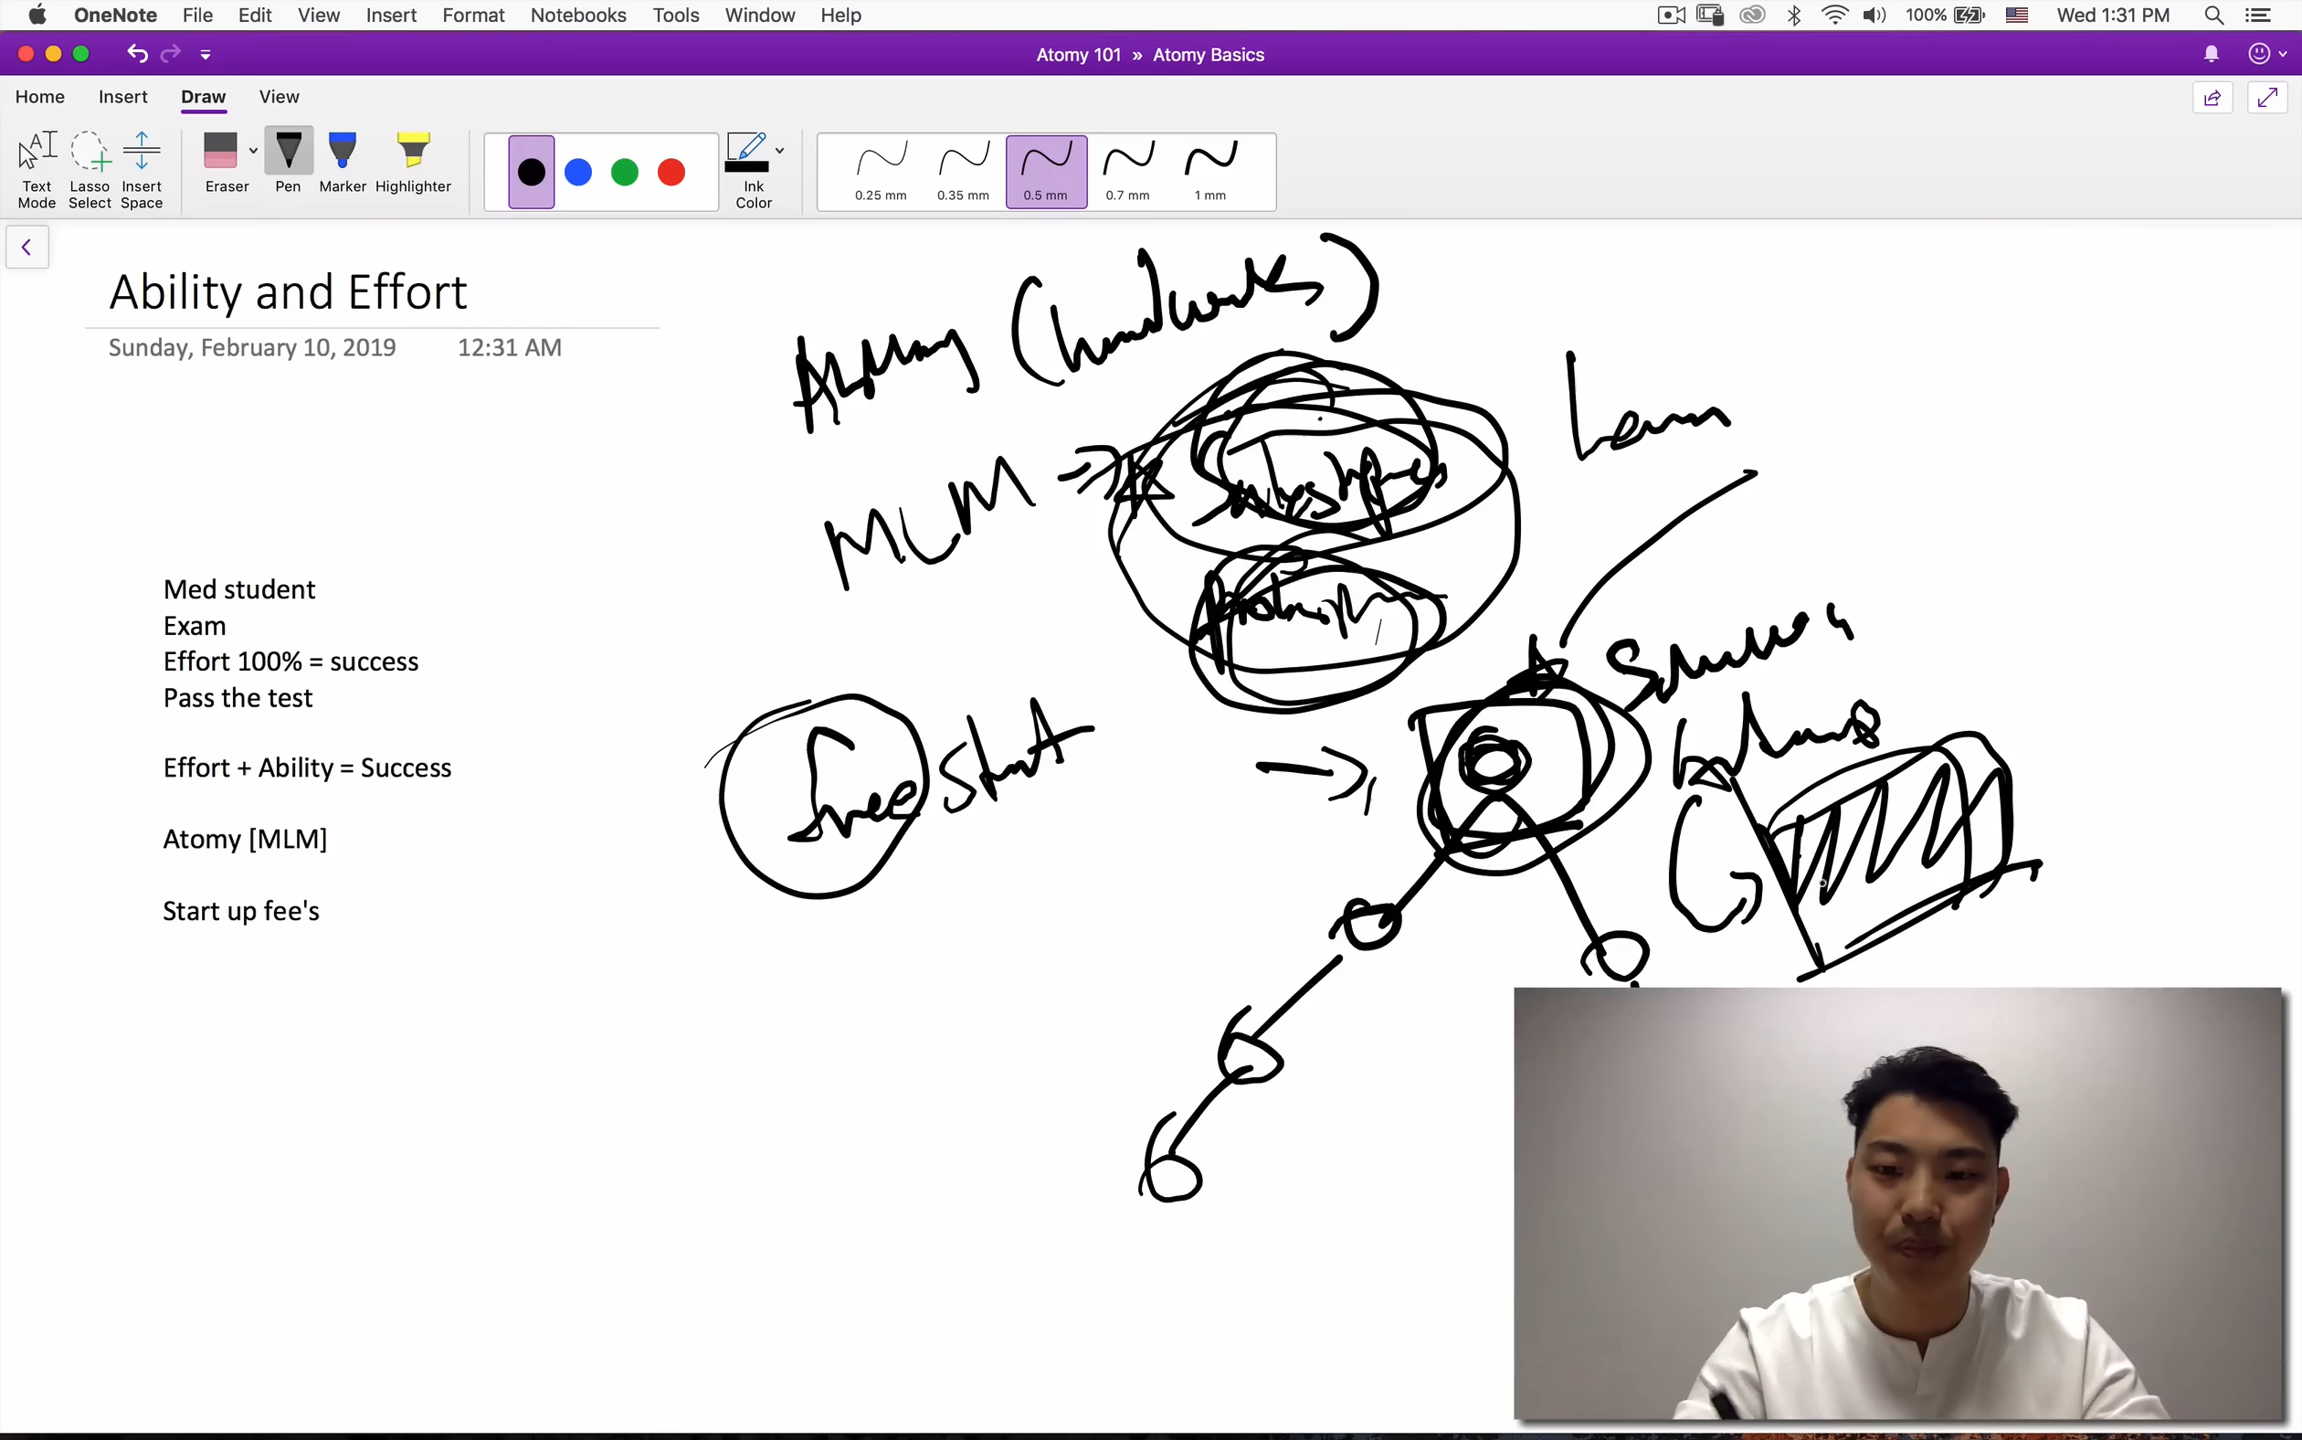 OneNote File Edit View Insert Format Notebooks Tools Window Help 100% Wed 1:31 PM
Atomy 101 » Atomy Basics
Home Insert Draw View
Text Mode Lasso Select Insert Space Eraser Pen Marker Highlighter Ink Color 0.25 mm 0.35 mm 0.5 mm 0.7 mm 1 mm
Ability and Effort
Sunday, February 10, 2019 12:31 AM
MLM
Learn
Med student
Exam
Effort 100% = success
Pass the test
free start
Effort + Ability = Success
Atomy [MLM]
Start up fee's